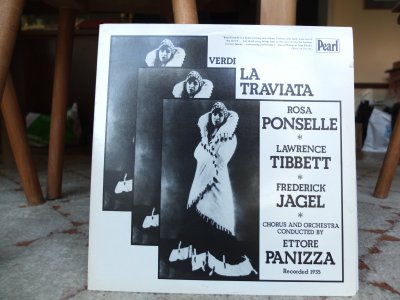 Pearl
VERDI
LA
TRAVIATA
ROSA
PONSELLE
*
LAWRENCE
TIBBETT
*
FREDERICK
JAGEL
*
CHORUS AND ORCHESTRA
CONDUCTED BY
ETTORE
PANIZZA
Recorded 1935